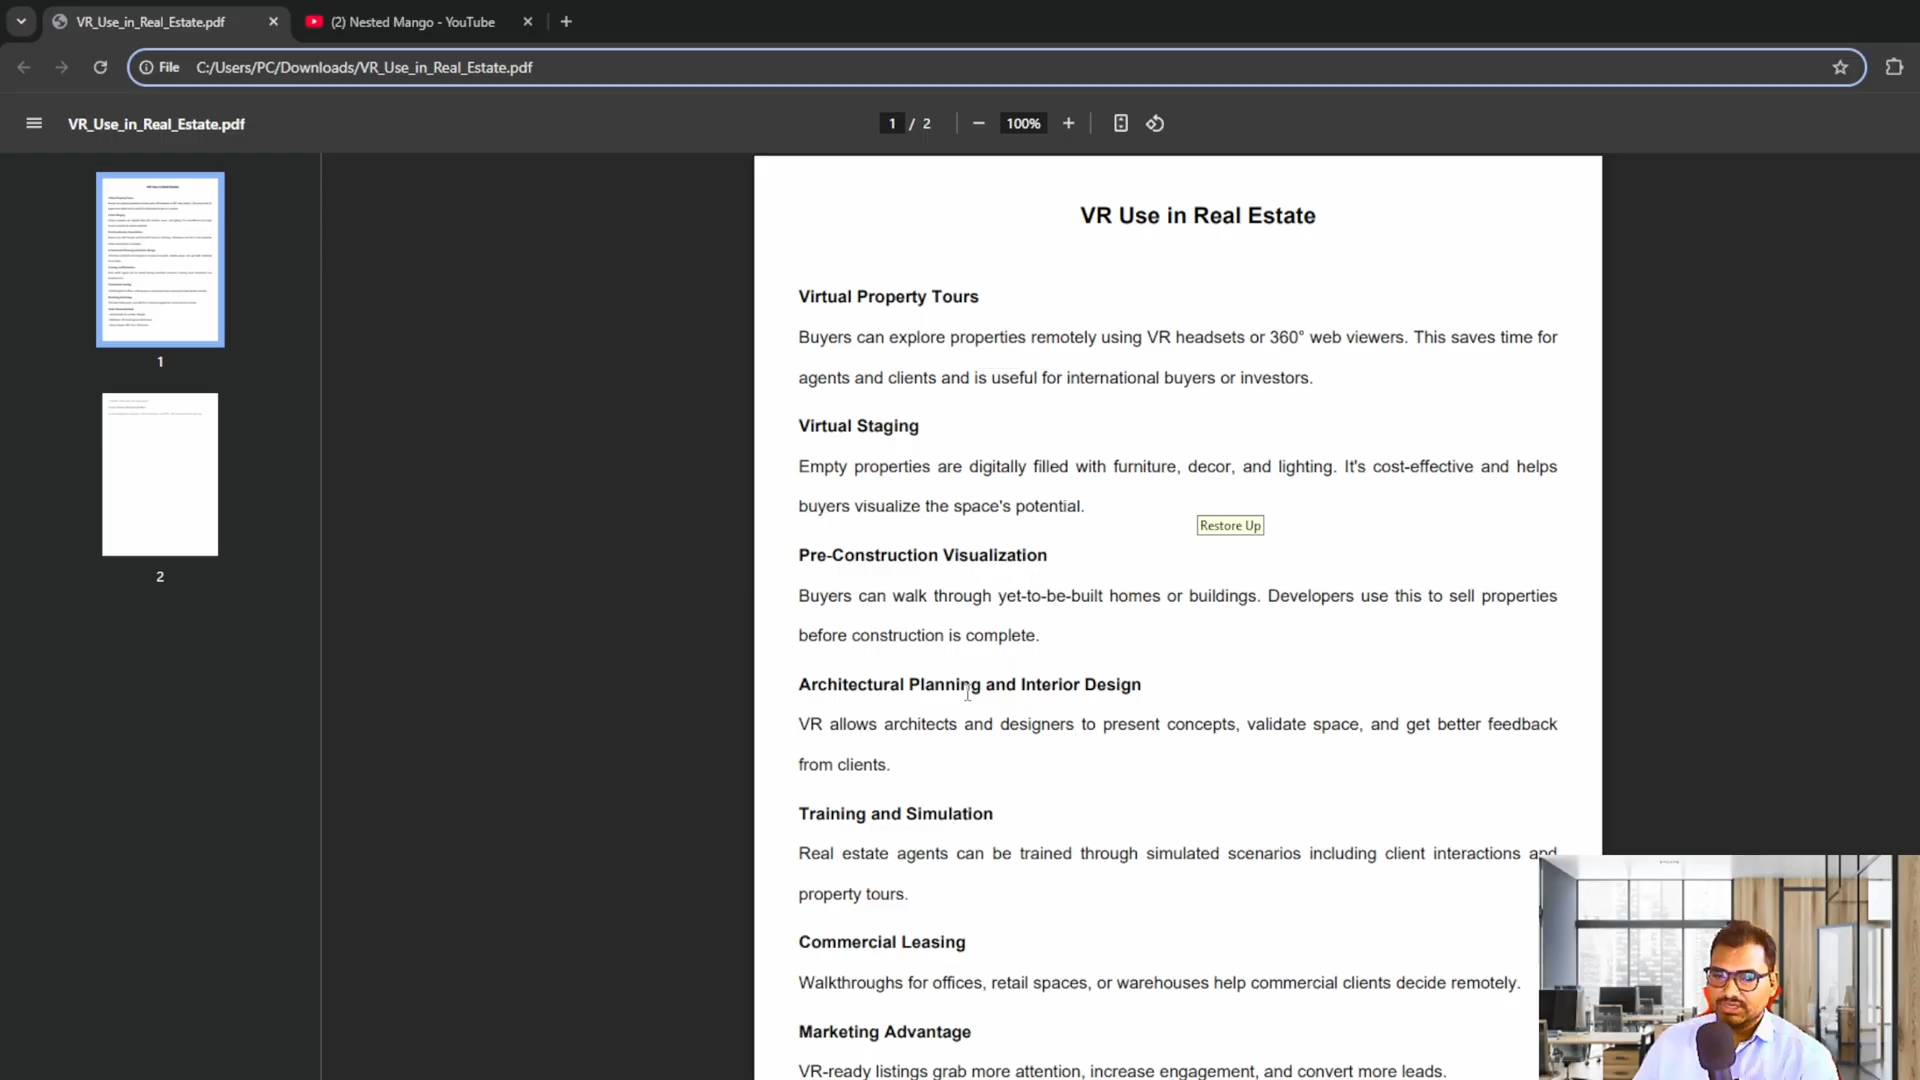 VR_Use_in_Real_Estate.pdf
(2) Nested Mango - YouTube
File C:/Users/PC/Downloads/VR_Use_in_Real_Estate.pdf
VR_Use_in_Real_Estate.pdf
1 / 2
100%
1
2
VR Use in Real Estate
Virtual Property Tours
Buyers can explore properties remotely using VR headsets or 360° web viewers. This saves time for
agents and clients and is useful for international buyers or investors.
Virtual Staging
Empty properties are digitally filled with furniture, decor, and lighting. It's cost-effective and helps
buyers visualize the space's potential.
Restore Up
Pre-Construction Visualization
Buyers can walk through yet-to-be-built homes or buildings. Developers use this to sell properties
before construction is complete.
Architectural Planning and Interior Design
VR allows architects and designers to present concepts, validate space, and get better feedback
from clients.
Training and Simulation
Real estate agents can be trained through simulated scenarios including client interactions and
property tours.
Commercial Leasing
Walkthroughs for offices, retail spaces, or warehouses help commercial clients decide remotely.
Marketing Advantage
VR-ready listings grab more attention, increase engagement, and convert more leads.